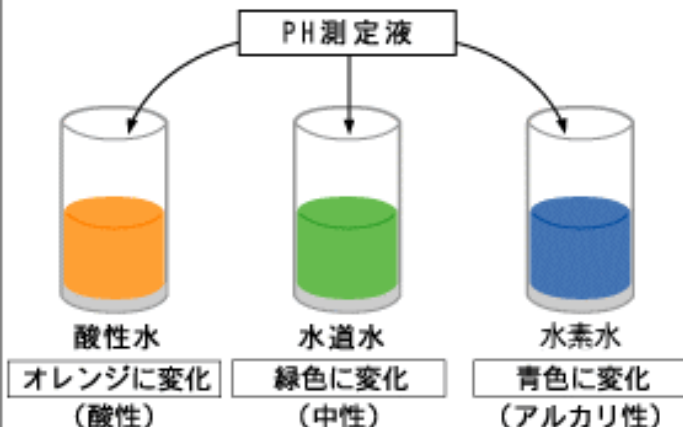 PH測定液
酸性水
水道水
水素水
オレンジに変化
緑色に変化
青色に変化
(酸性)
(中性)
(アルカリ性)